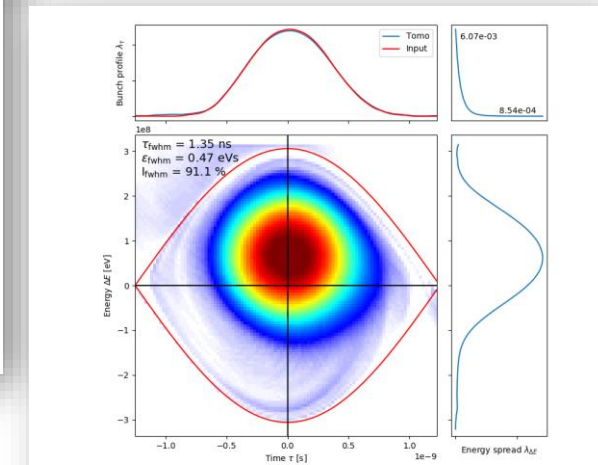 Bunch profile λ_T
Tomo
Input
6.07e-03
8.54e-04
1e8
τ_fwhm = 1.35 ns
ε_fwhm = 0.47 eVs
I_fwhm = 91.1 %
Energy ΔE [eV]
3
2
1
0
−1
−2
−3
−1.0 −0.5 0.0 0.5 1.0
1e−9
Time τ [s]
Energy spread λ_ΔE